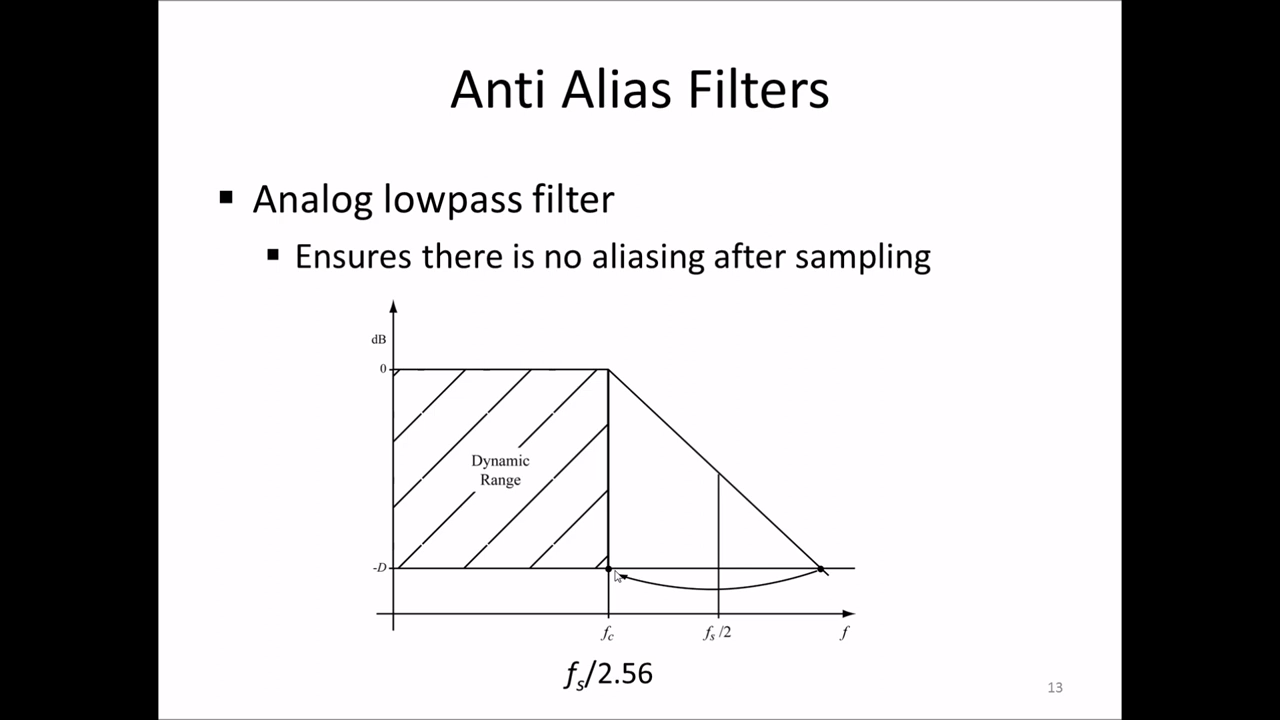 Anti Alias Filters
▪ Analog lowpass filter
▪ Ensures there is no aliasing after sampling
dB
0
Dynamic
Range
-D
fc
fs/2
f
fs/2.56
13